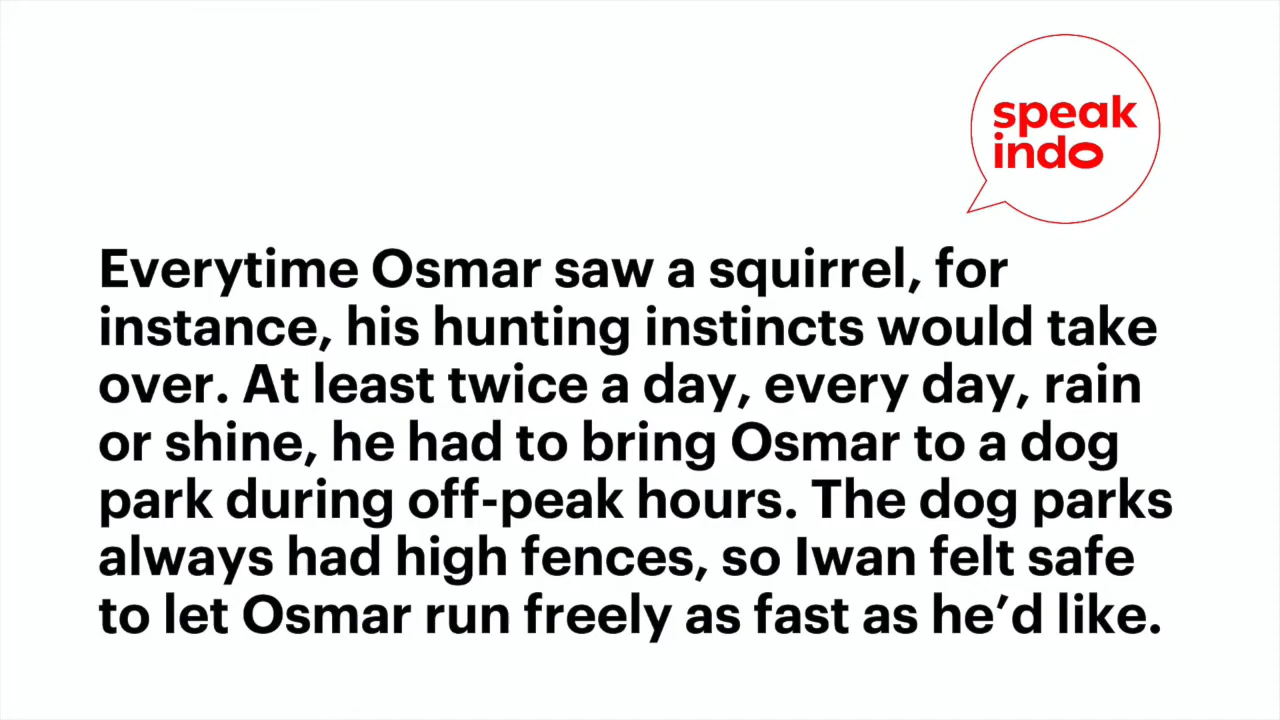 speak
indo
Everytime Osmar saw a squirrel, for
instance, his hunting instincts would take
over. At least twice a day, every day, rain
or shine, he had to bring Osmar to a dog
park during off-peak hours. The dog parks
always had high fences, so Iwan felt safe
to let Osmar run freely as fast as he’d like.